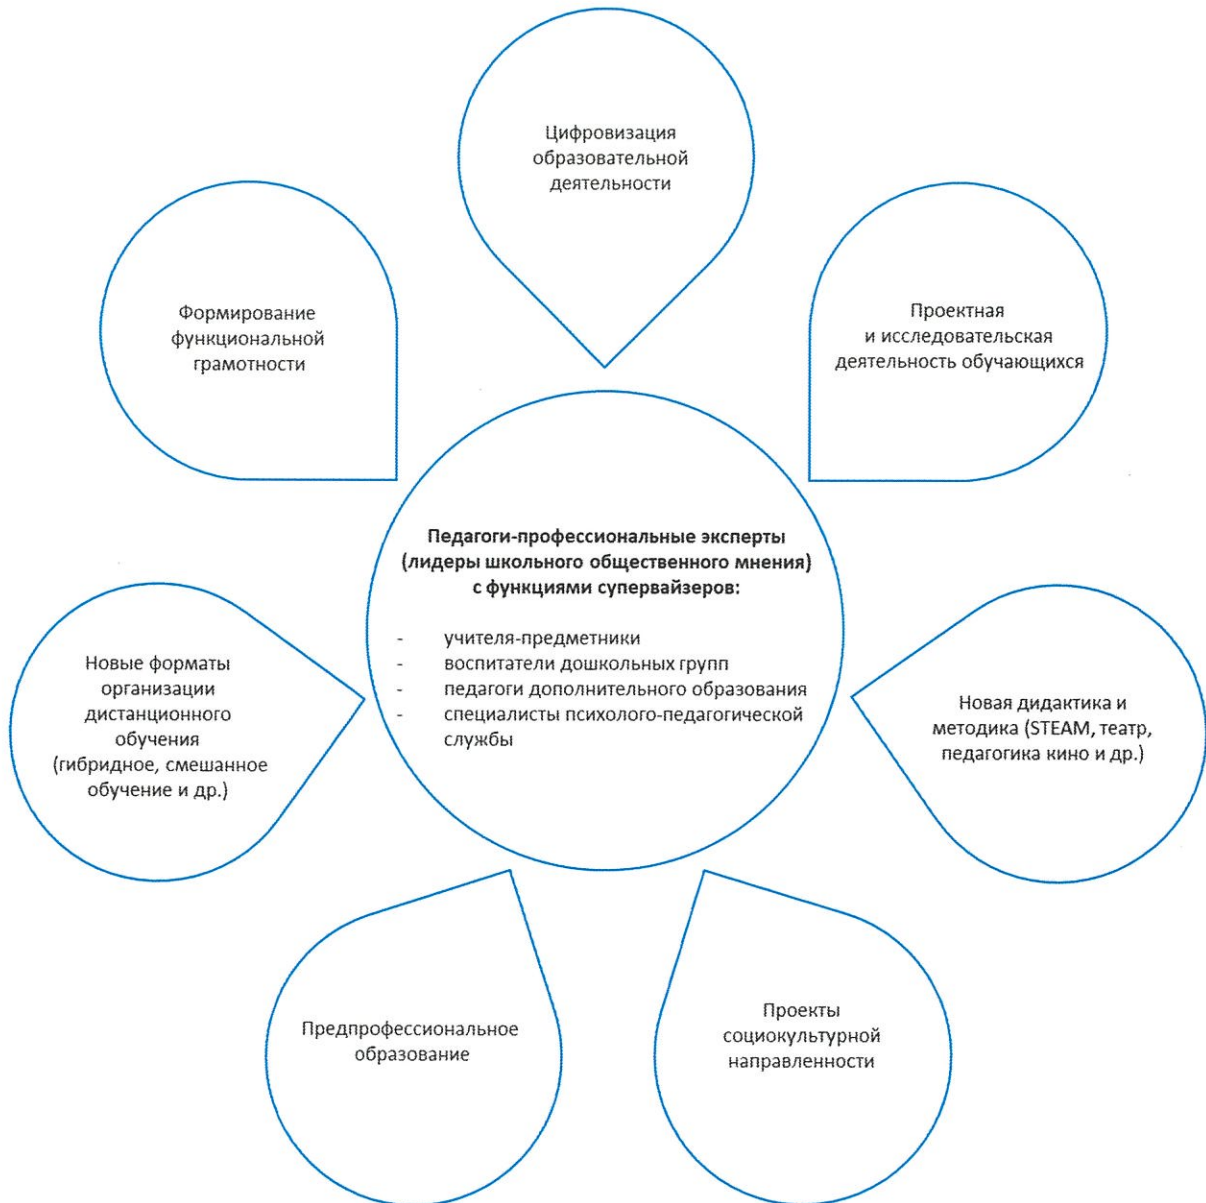 Цифровизация
образовательной
деятельности
Формирование
функциональной
грамотности
Проектная
и исследовательская
деятельность обучающихся
Педагоги-профессиональные эксперты
(лидеры школьного общественного мнения)
с функциями супервайзеров:
- учителя-предметники
- воспитатели дошкольных групп
- педагоги дополнительного образования
- специалисты психолого-педагогической
службы
Новые форматы
организации
дистанционного
обучения
(гибридное, смешанное
обучение и др.)
Новая дидактика и
методика (STEAM, театр,
педагогика кино и др.)
Предпрофессиональное
образование
Проекты
социокультурной
направленности